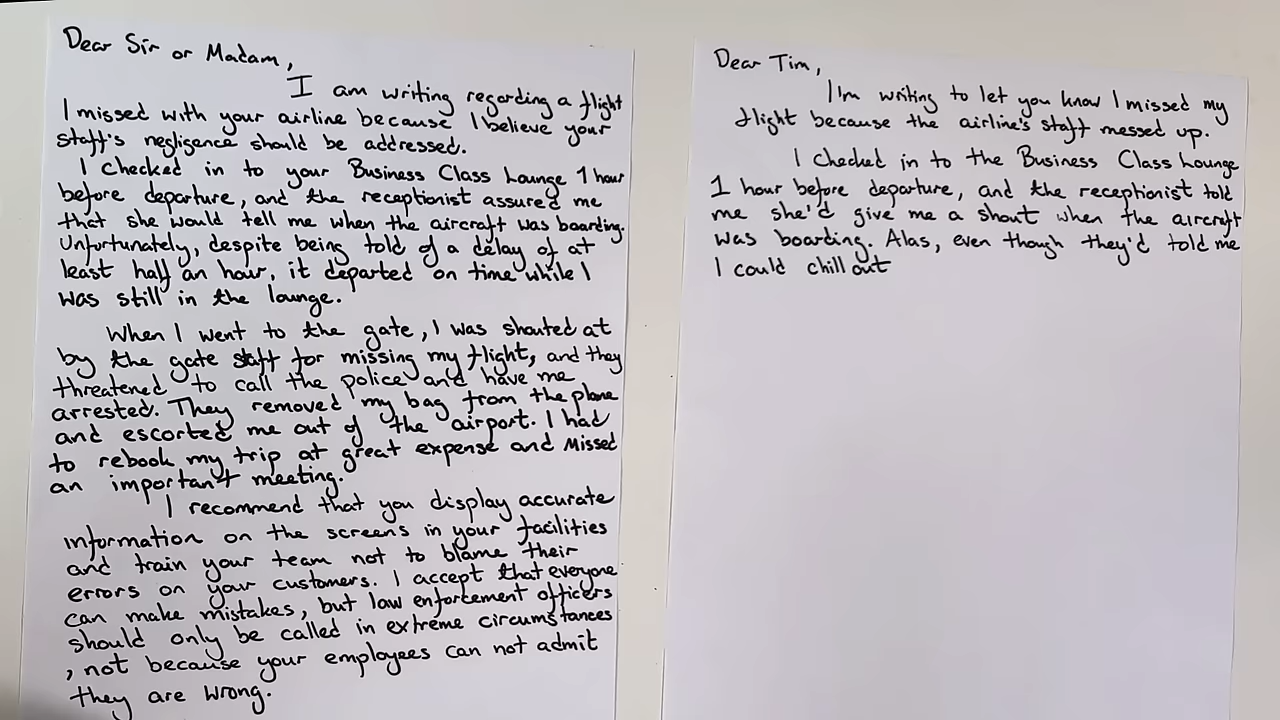 Dear Sir or Madam,
I am writing regarding a flight
I missed with your airline because I believe your
staff's negligence should be addressed.
I checked in to your Business Class Lounge 1 hour
before departure, and the receptionist assured me
that she would tell me when the aircraft was boarding.
Unfortunately, despite being told of a delay of at
least half an hour, it departed on time while I
was still in the lounge.
When I went to the gate, I was shouted at
by the gate staff for missing my flight, and they
threatened to call the police and have me
arrested. They removed my bag from the plane
and escorted me out of the airport. I had
to rebook my trip at great expense and missed
an important meeting.
I recommend that you display accurate
information on the screens in your facilities
and train your team not to blame their
errors on your customers. I accept that everyone
can make mistakes, but law enforcement officers
should only be called in extreme circumstances
, not because your employees can not admit
they are wrong.
Dear Tim,
I'm writing to let you know I missed my
flight because the airline's staff messed up.
I checked in to the Business Class Lounge
1 hour before departure, and the receptionist told
me she'd give me a shout when the aircraft
was boarding. Alas, even though they'd told me
I could chill out